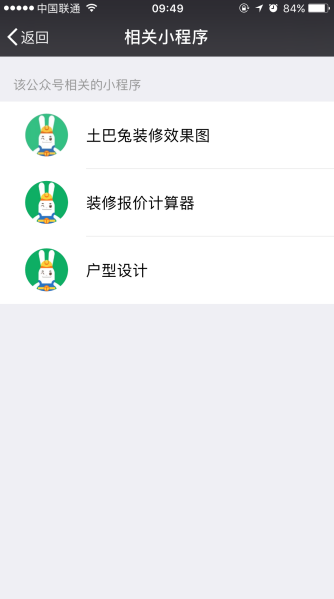 中国联通 09:49 84%
返回 相关小程序
该公众号相关的小程序
土巴兔装修效果图
装修报价计算器
户型设计